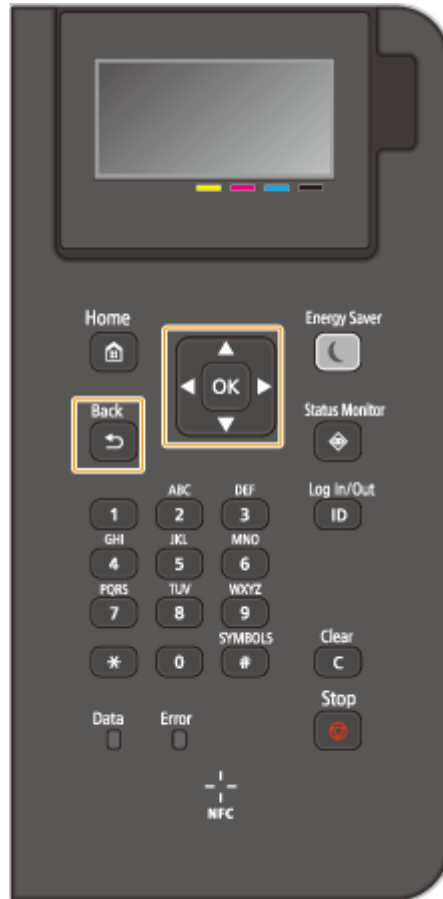 Home
Energy Saver
OK
Back
Status Monitor
ABC DEF Log In/Out
1 2 3 ID
GHI JKL MNO
4 5 6
PQRS TUV WXYZ
7 8 9
SYMBOLS Clear
* 0 # C
Stop
Data Error
NFC